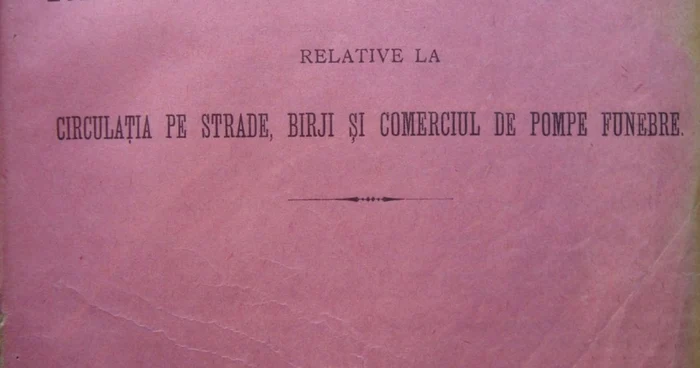 RELATIVE LA
CIRCULAȚIA PE STRADE, BIRJI ȘI COMERCIUL DE POMPE FUNEBRE.